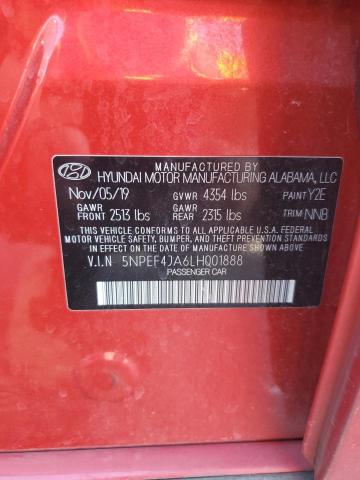 MANUFACTURED BY
HYUNDAI MOTOR MANUFACTURING ALABAMA, LLC
Nov/05/19 GVWR 4354 lbs PAINT Y2E
GAWR FRONT 2513 lbs GAWR REAR 2315 lbs TRIM NNB
THIS VEHICLE CONFORMS TO ALL APPLICABLE U.S.A FEDERAL
MOTOR VEHICLE SAFETY, BUMPER, AND THEFT PREVENTION STANDARDS
IN EFFECT ON THE DATE OF MANUFACTURE SHOWN ABOVE.
V.I.N 5NPEF4JA6LH001888
PASSENGER CAR